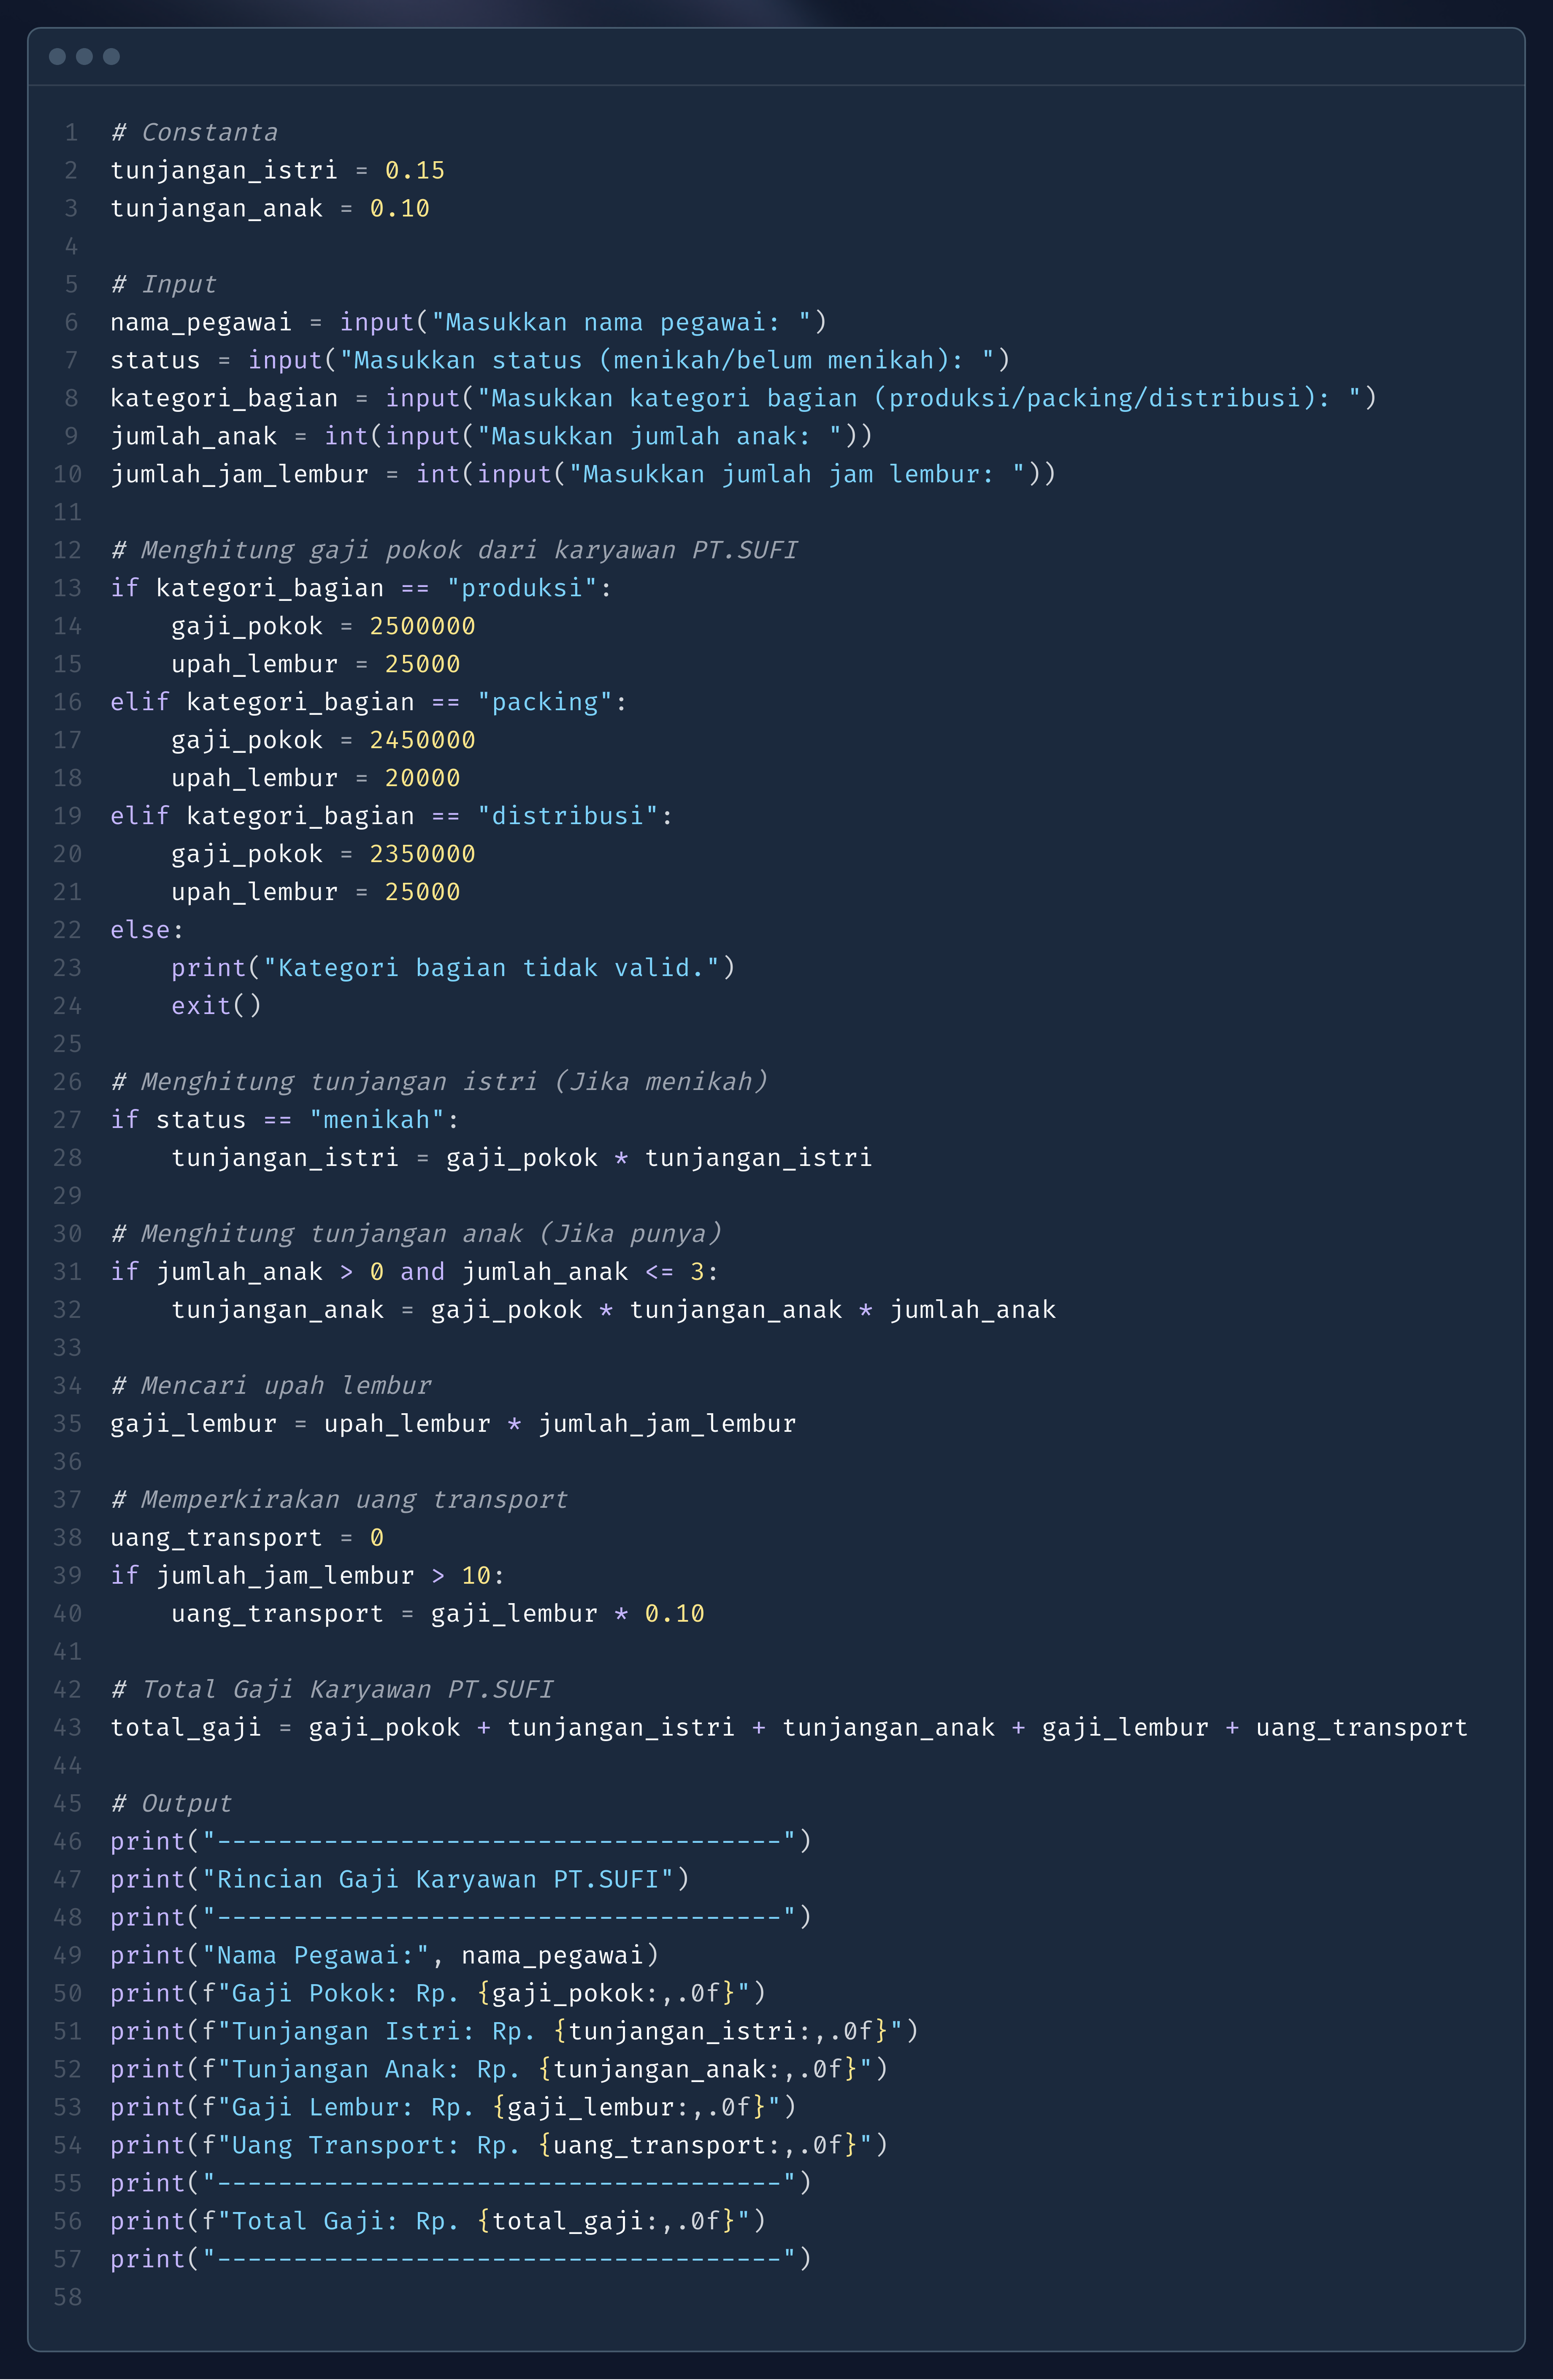 1 # Constanta
2 tunjangan_istri = 0.15
3 tunjangan_anak = 0.10
4
5 # Input
6 nama_pegawai = input("Masukkan nama pegawai: ")
7 status = input("Masukkan status (menikah/belum menikah): ")
8 kategori_bagian = input("Masukkan kategori bagian (produksi/packing/distribusi): ")
9 jumlah_anak = int(input("Masukkan jumlah anak: "))
10 jumlah_jam_lembur = int(input("Masukkan jumlah jam lembur: "))
11
12 # Menghitung gaji pokok dari karyawan PT.SUFI
13 if kategori_bagian == "produksi":
14     gaji_pokok = 2500000
15     upah_lembur = 25000
16 elif kategori_bagian == "packing":
17     gaji_pokok = 2450000
18     upah_lembur = 20000
19 elif kategori_bagian == "distribusi":
20     gaji_pokok = 2350000
21     upah_lembur = 25000
22 else:
23     print("Kategori bagian tidak valid.")
24     exit()
25
26 # Menghitung tunjangan istri (Jika menikah)
27 if status == "menikah":
28     tunjangan_istri = gaji_pokok * tunjangan_istri
29
30 # Menghitung tunjangan anak (Jika punya)
31 if jumlah_anak > 0 and jumlah_anak <= 3:
32     tunjangan_anak = gaji_pokok * tunjangan_anak * jumlah_anak
33
34 # Mencari upah lembur
35 gaji_lembur = upah_lembur * jumlah_jam_lembur
36
37 # Memperkirakan uang transport
38 uang_transport = 0
39 if jumlah_jam_lembur > 10:
40     uang_transport = gaji_lembur * 0.10
41
42 # Total Gaji Karyawan PT.SUFI
43 total_gaji = gaji_pokok + tunjangan_istri + tunjangan_anak + gaji_lembur + uang_transport
44
45 # Output
46 print("-------------------------------------")
47 print("Rincian Gaji Karyawan PT.SUFI")
48 print("-------------------------------------")
49 print("Nama Pegawai:", nama_pegawai)
50 print(f"Gaji Pokok: Rp. {gaji_pokok:,.0f}")
51 print(f"Tunjangan Istri: Rp. {tunjangan_istri:,.0f}")
52 print(f"Tunjangan Anak: Rp. {tunjangan_anak:,.0f}")
53 print(f"Gaji Lembur: Rp. {gaji_lembur:,.0f}")
54 print(f"Uang Transport: Rp. {uang_transport:,.0f}")
55 print("-------------------------------------")
56 print(f"Total Gaji: Rp. {total_gaji:,.0f}")
57 print("-------------------------------------")
58